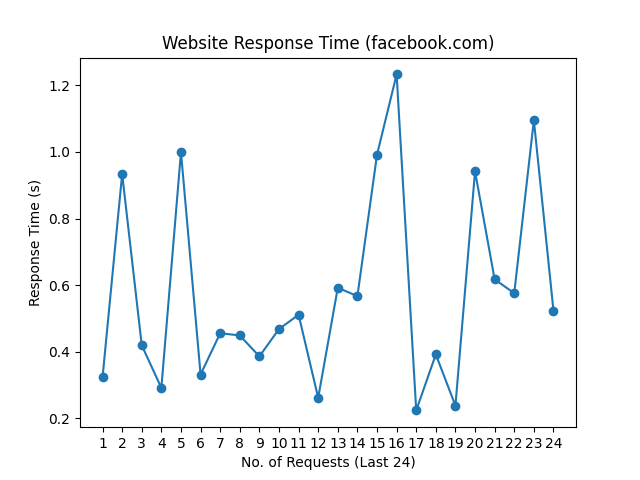 Website Response Time (facebook.com)
1.2
1.0
0.8
0.6
0.4
0.2
Response Time (s)
1 2 3 4 5 6 7 8 9 10 11 12 13 14 15 16 17 18 19 20 21 22 23 24
No. of Requests (Last 24)